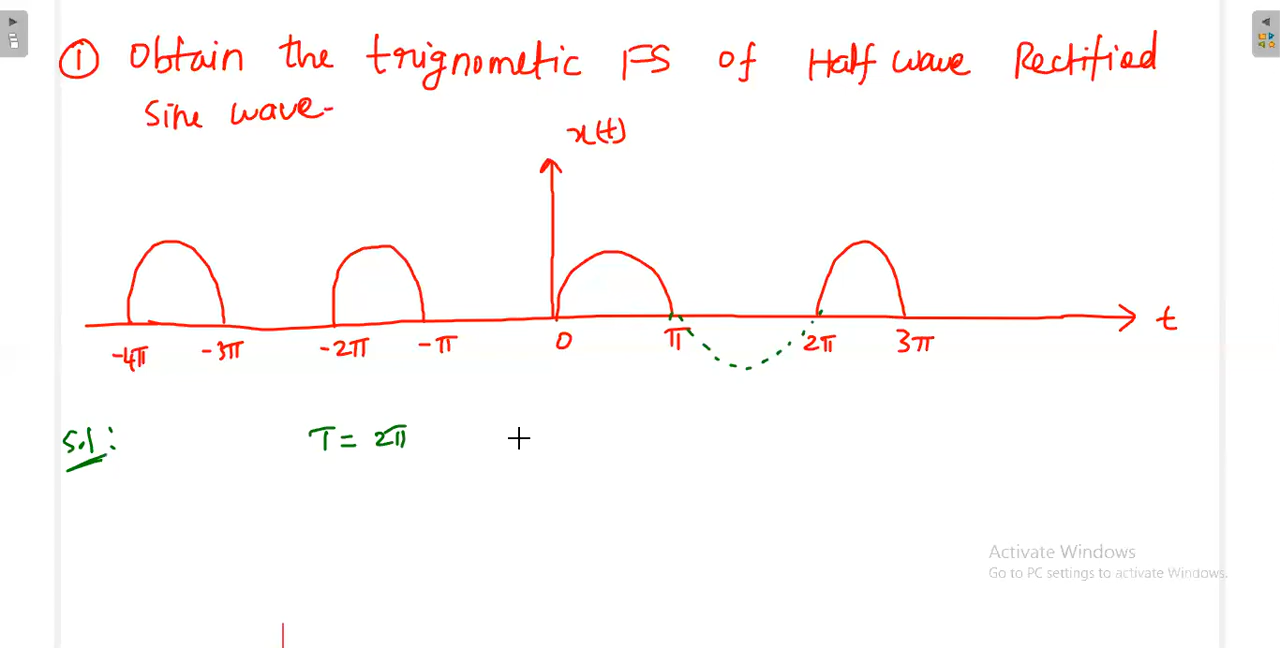 ① Obtain the trignometic FS of Half wave Rectified
Sine wave-
x(t)
-4π -3π -2π -π 0 π 2π 3π t
Sol: T = 2π
Activate Windows
Go to PC settings to activate Windows.